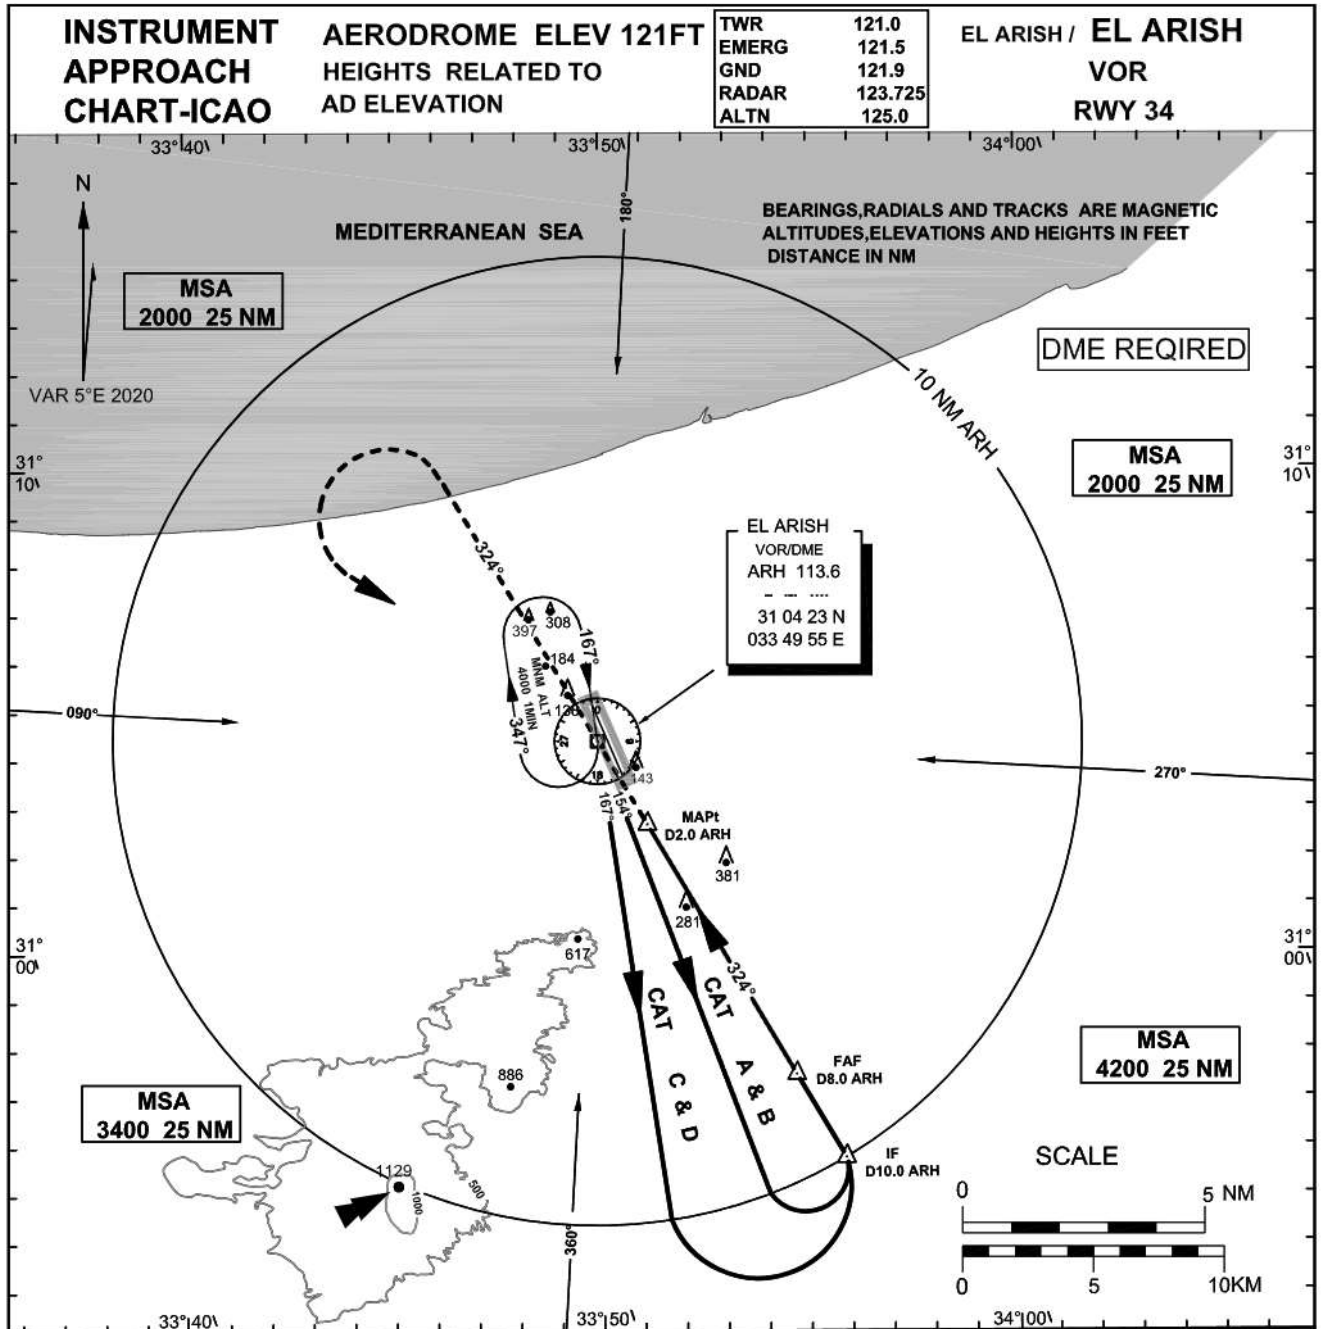 INSTRUMENT
APPROACH
CHART-ICAO
AERODROME ELEV 121FT
HEIGHTS RELATED TO
AD ELEVATION
TWR 121.0
EMERG 121.5
GND 121.9
RADAR 123.725
ALTN 125.0
EL ARISH / EL ARISH
VOR
RWY 34
33°40\
33°50\
34°00\
N
180°
MEDITERRANEAN SEA
BEARINGS,RADIALS AND TRACKS ARE MAGNETIC
ALTITUDES,ELEVATIONS AND HEIGHTS IN FEET
DISTANCE IN NM
MSA
2000 25 NM
DME REQIRED
VAR 5°E 2020
10 NM ARH
31°
10\
31°
10\
MSA
2000 25 NM
EL ARISH
VOR/DME
ARH 113.6
31 04 23 N
033 49 55 E
324°
397
308
167°
184
MNM ALT
4000 1MIN
347°
0
9
18
27
143
090°
270°
167°
154°
MAPt
D2.0 ARH
381
281
31°
00\
31°
00\
617
324°
CAT C & D
CAT A & B
FAF
D8.0 ARH
MSA
4200 25 NM
886
MSA
3400 25 NM
IF
D10.0 ARH
1129
1000
500
360°
SCALE
0 5 NM
0 5 10KM
33°40\
33°50\
34°00\